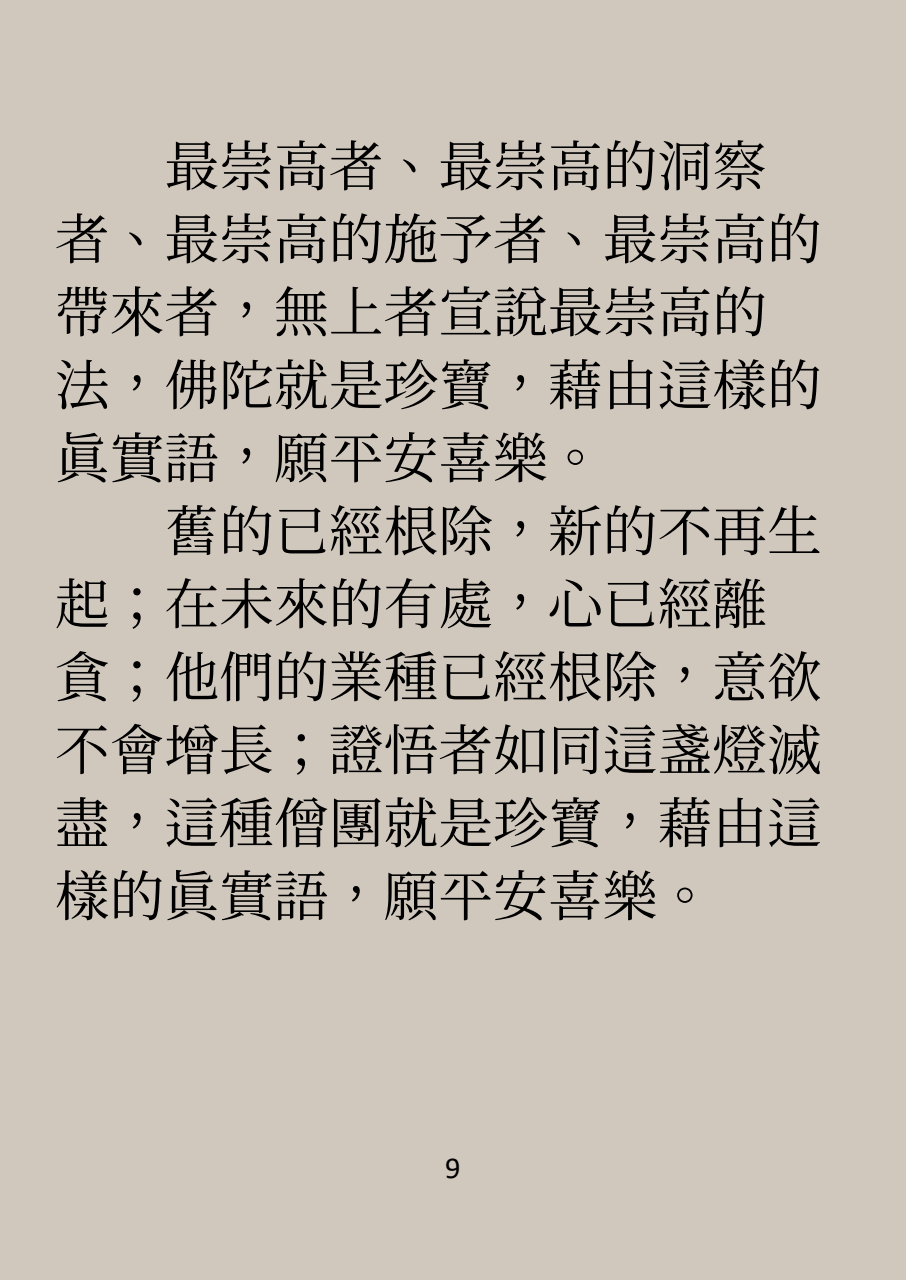 最崇高者、最崇高的洞察
者、最崇高的施予者、最崇高的
帶來者，無上者宣說最崇高的
法，佛陀就是珍寶，藉由這樣的
眞實語，願平安喜樂。
舊的已經根除，新的不再生
起；在未來的有處，心已經離
貪；他們的業種已經根除，意欲
不會增長；證悟者如同這盞燈滅
盡，這種僧團就是珍寶，藉由這
樣的眞實語，願平安喜樂。
9